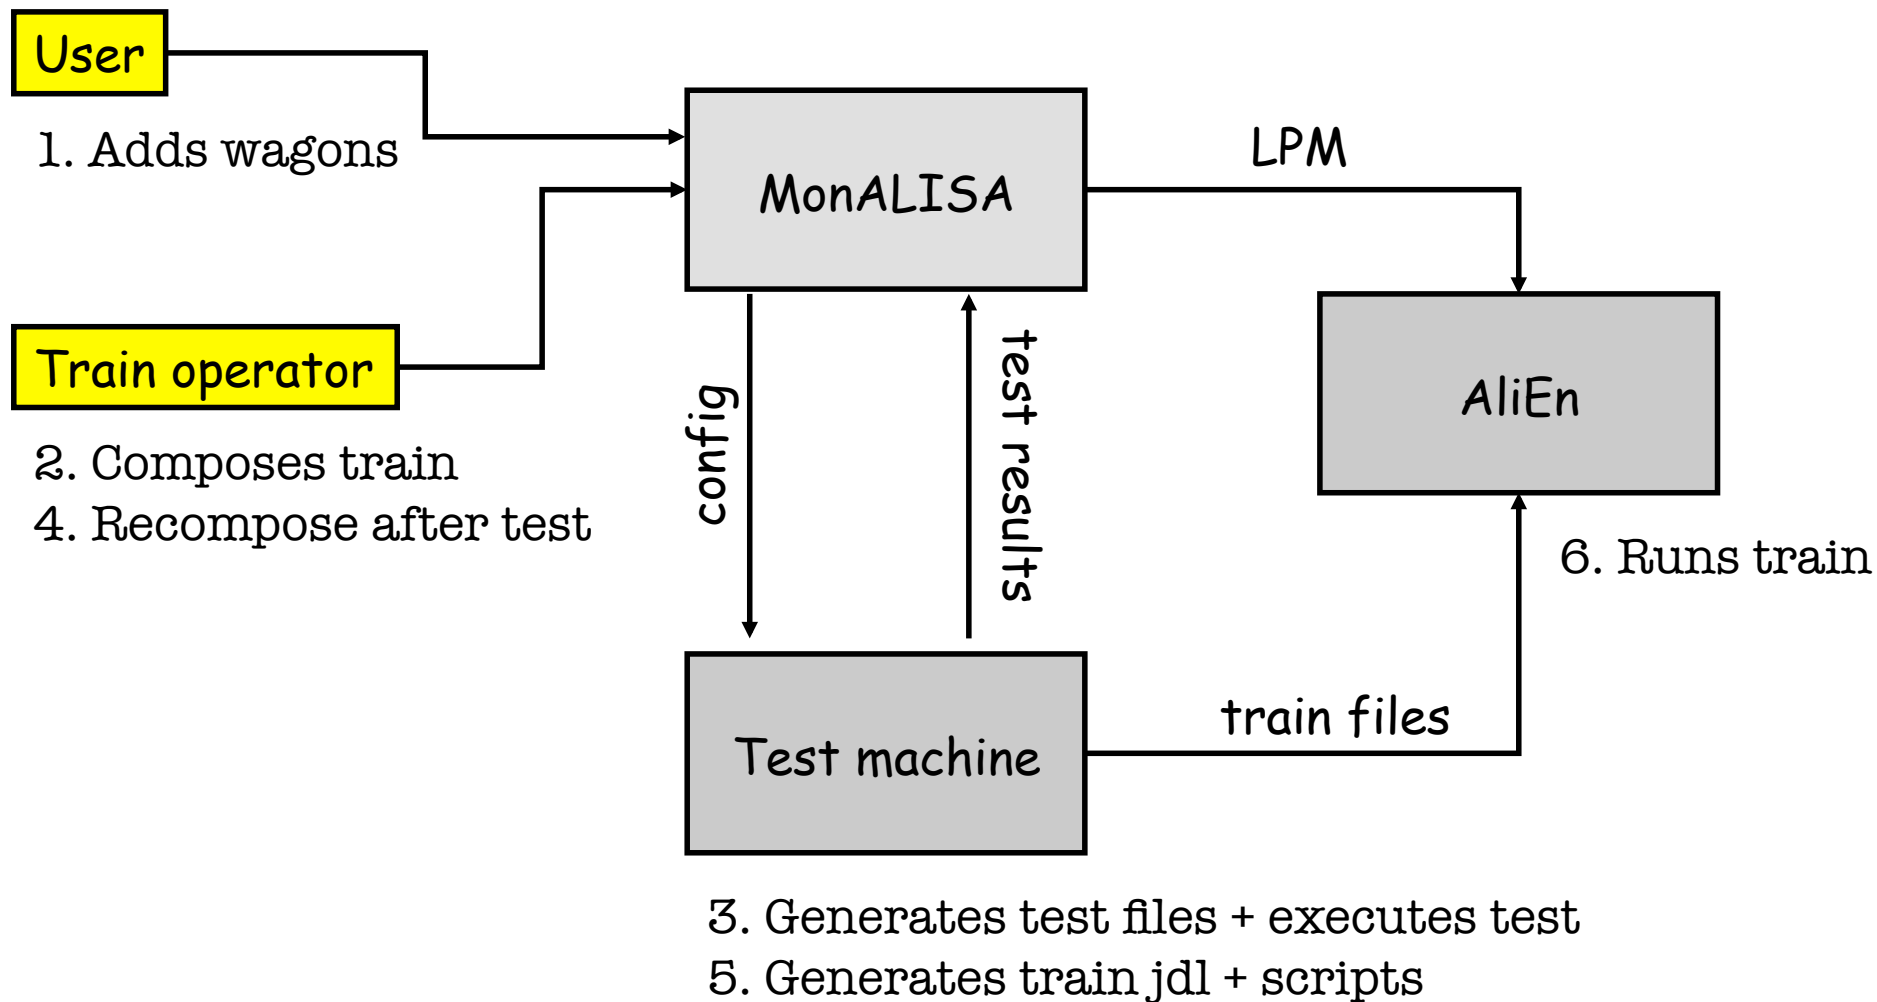 User
1. Adds wagons
MonALISA
LPM
Train operator
2. Composes train
4. Recompose after test
config
test results
AliEn
6. Runs train
Test machine
train files
3. Generates test files + executes test
5. Generates train jdl + scripts